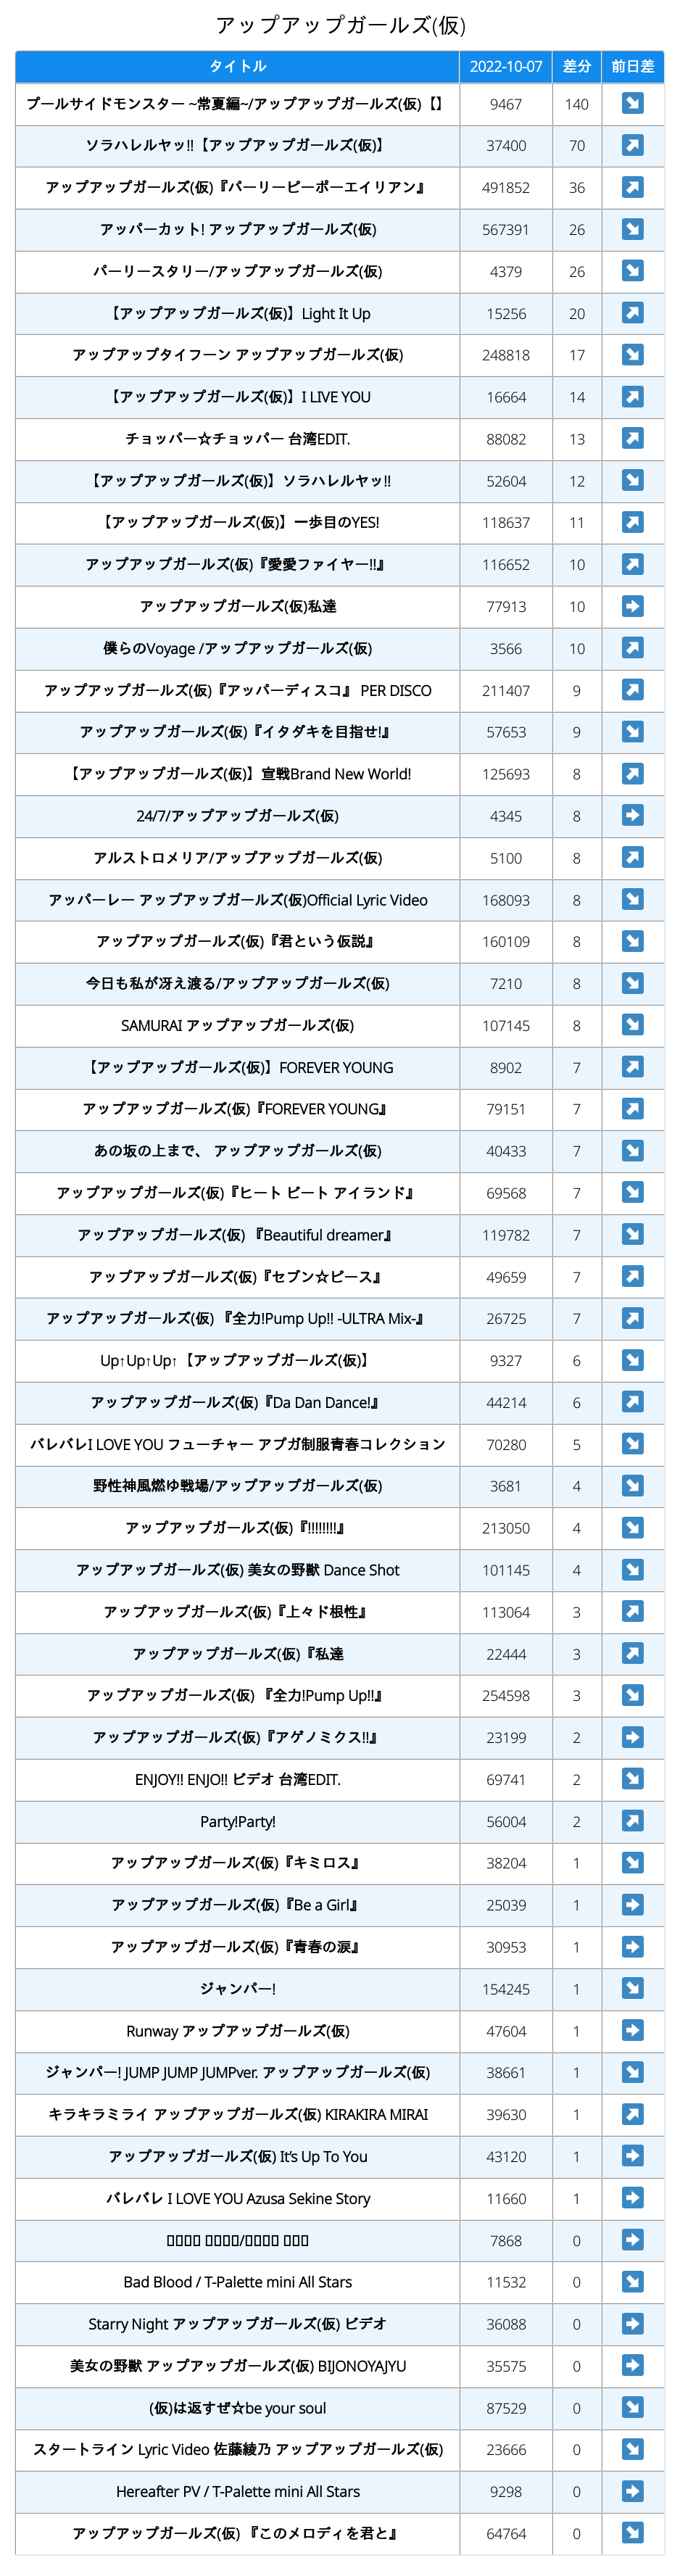 アップアップガールズ(仮)
タイトル 2022-10-07 差分 前日差
プールサイドモンスター ~常夏編~/アップアップガールズ(仮)【】 9467 140
ソラハレルヤッ!!【アップアップガールズ(仮)】 37400 70
アップアップガールズ(仮)『パーリーピーポーエイリアン』 491852 36
アッパーカット! アップアップガールズ(仮) 567391 26
パーリースタリー/アップアップガールズ(仮) 4379 26
【アップアップガールズ(仮)】Light It Up 15256 20
アップアップタイフーン アップアップガールズ(仮) 248818 17
【アップアップガールズ(仮)】I LIVE YOU 16664 14
チョッパー☆チョッパー 台湾EDIT. 88082 13
【アップアップガールズ(仮)】ソラハレルヤッ!! 52604 12
【アップアップガールズ(仮)】一歩目のYES! 118637 11
アップアップガールズ(仮)『愛愛ファイヤー!!』 116652 10
アップアップガールズ(仮)私達 77913 10
僕らのVoyage /アップアップガールズ(仮) 3566 10
アップアップガールズ(仮)『アッパーディスコ』 PER DISCO 211407 9
アップアップガールズ(仮)『イタダキを目指せ!』 57653 9
【アップアップガールズ(仮)】宣戦Brand New World! 125693 8
24/7/アップアップガールズ(仮) 4345 8
アルストロメリア/アップアップガールズ(仮) 5100 8
アッパーレー アップアップガールズ(仮)Official Lyric Video 168093 8
アップアップガールズ(仮)『君という仮説』 160109 8
今日も私が冴え渡る/アップアップガールズ(仮) 7210 8
SAMURAI アップアップガールズ(仮) 107145 8
【アップアップガールズ(仮)】FOREVER YOUNG 8902 7
アップアップガールズ(仮)『FOREVER YOUNG』 79151 7
あの坂の上まで、 アップアップガールズ(仮) 40433 7
アップアップガールズ(仮)『ヒート ビート アイランド』 69568 7
アップアップガールズ(仮) 『Beautiful dreamer』 119782 7
アップアップガールズ(仮)『セブン☆ピース』 49659 7
アップアップガールズ(仮) 『全力!Pump Up!! -ULTRA Mix-』 26725 7
Up↑Up↑Up↑【アップアップガールズ(仮)】 9327 6
アップアップガールズ(仮)『Da Dan Dance!』 44214 6
バレバレI LOVE YOU フューチャー アプガ制服青春コレクション 70280 5
野性神風燃ゆ戦場/アップアップガールズ(仮) 3681 4
アップアップガールズ(仮)『!!!!!!!!』 213050 4
アップアップガールズ(仮) 美女の野獣 Dance Shot 101145 4
アップアップガールズ(仮)『上々ド根性』 113064 3
アップアップガールズ(仮)『私達 22444 3
アップアップガールズ(仮) 『全力!Pump Up!!』 254598 3
アップアップガールズ(仮)『アゲノミクス!!』 23199 2
ENJOY!! ENJO!! ビデオ 台湾EDIT. 69741 2
Party!Party! 56004 2
アップアップガールズ(仮)『キミロス』 38204 1
アップアップガールズ(仮)『Be a Girl』 25039 1
アップアップガールズ(仮)『青春の涙』 30953 1
ジャンパー! 154245 1
Runway アップアップガールズ(仮) 47604 1
ジャンパー! JUMP JUMP JUMPver. アップアップガールズ(仮) 38661 1
キラキラミライ アップアップガールズ(仮) KIRAKIRA MIRAI 39630 1
アップアップガールズ(仮) It's Up To You 43120 1
バレバレ I LOVE YOU Azusa Sekine Story 11660 1
7868 0
Bad Blood / T-Palette mini All Stars 11532 0
Starry Night アップアップガールズ(仮) ビデオ 36088 0
美女の野獣 アップアップガールズ(仮) BIJONOYAJYU 35575 0
(仮)は返すぜ☆be your soul 87529 0
スタートライン Lyric Video 佐藤綾乃 アップアップガールズ(仮) 23666 0
Hereafter PV / T-Palette mini All Stars 9298 0
アップアップガールズ(仮) 『このメロディを君と』 64764 0